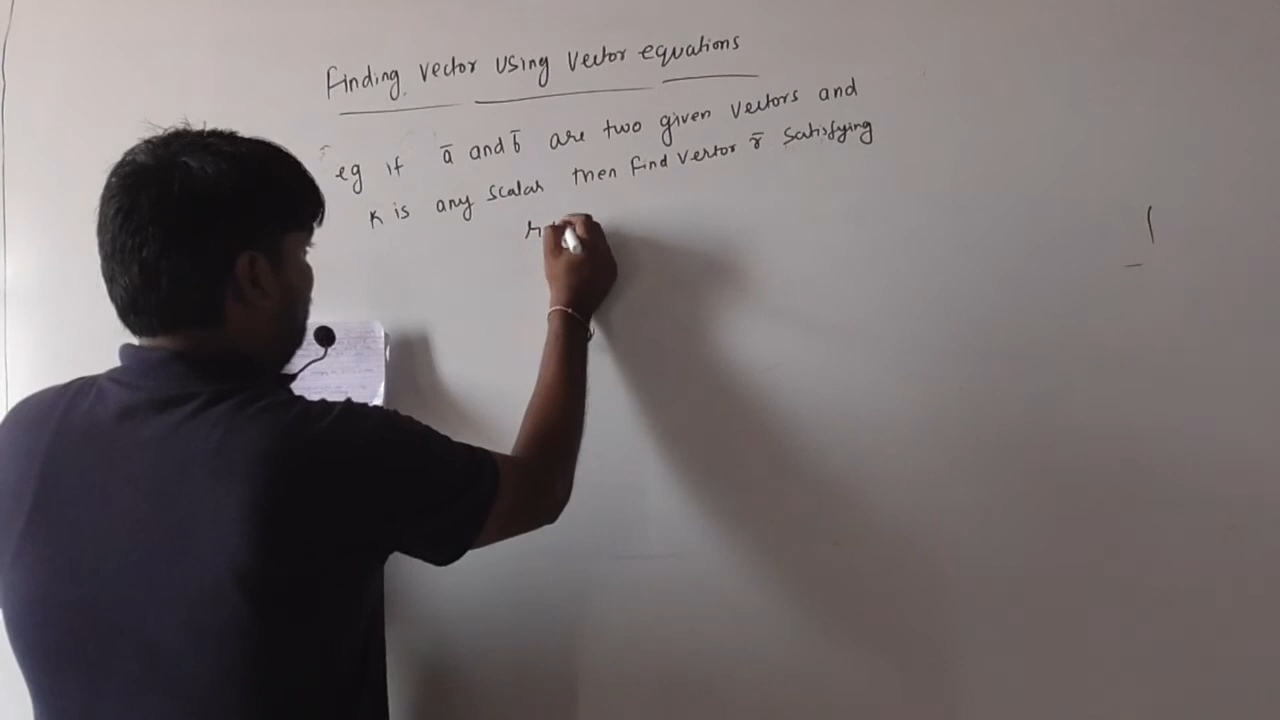 Finding vector using vector equations
eg if a̅ and b̅ are two given vectors and
K is any scalar then find vector r̅ satisfying
r